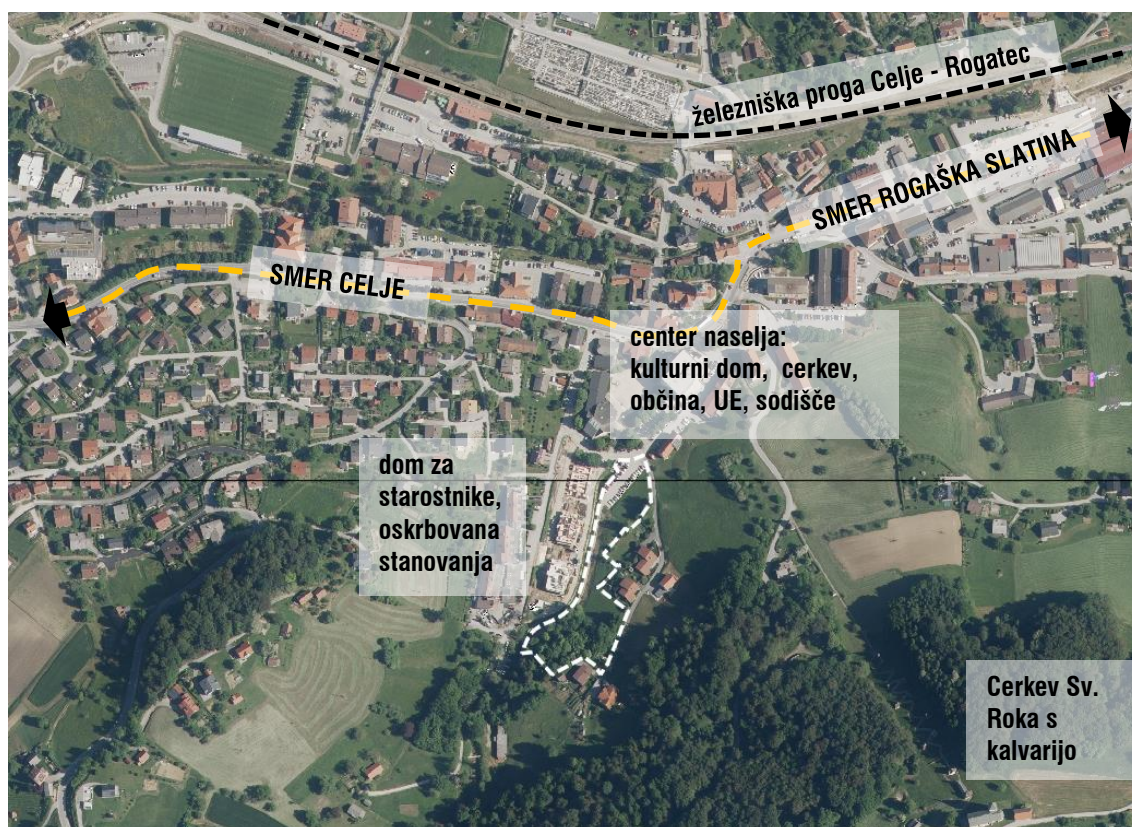 železniška proga Celje - Rogatec
SMER ROGAŠKA SLATINA
SMER CELJE
center naselja:
kulturni dom, cerkev,
občina, UE, sodišče
dom za
starostnike,
oskrbovana
stanovanja
Cerkev Sv.
Roka s
kalvarijo